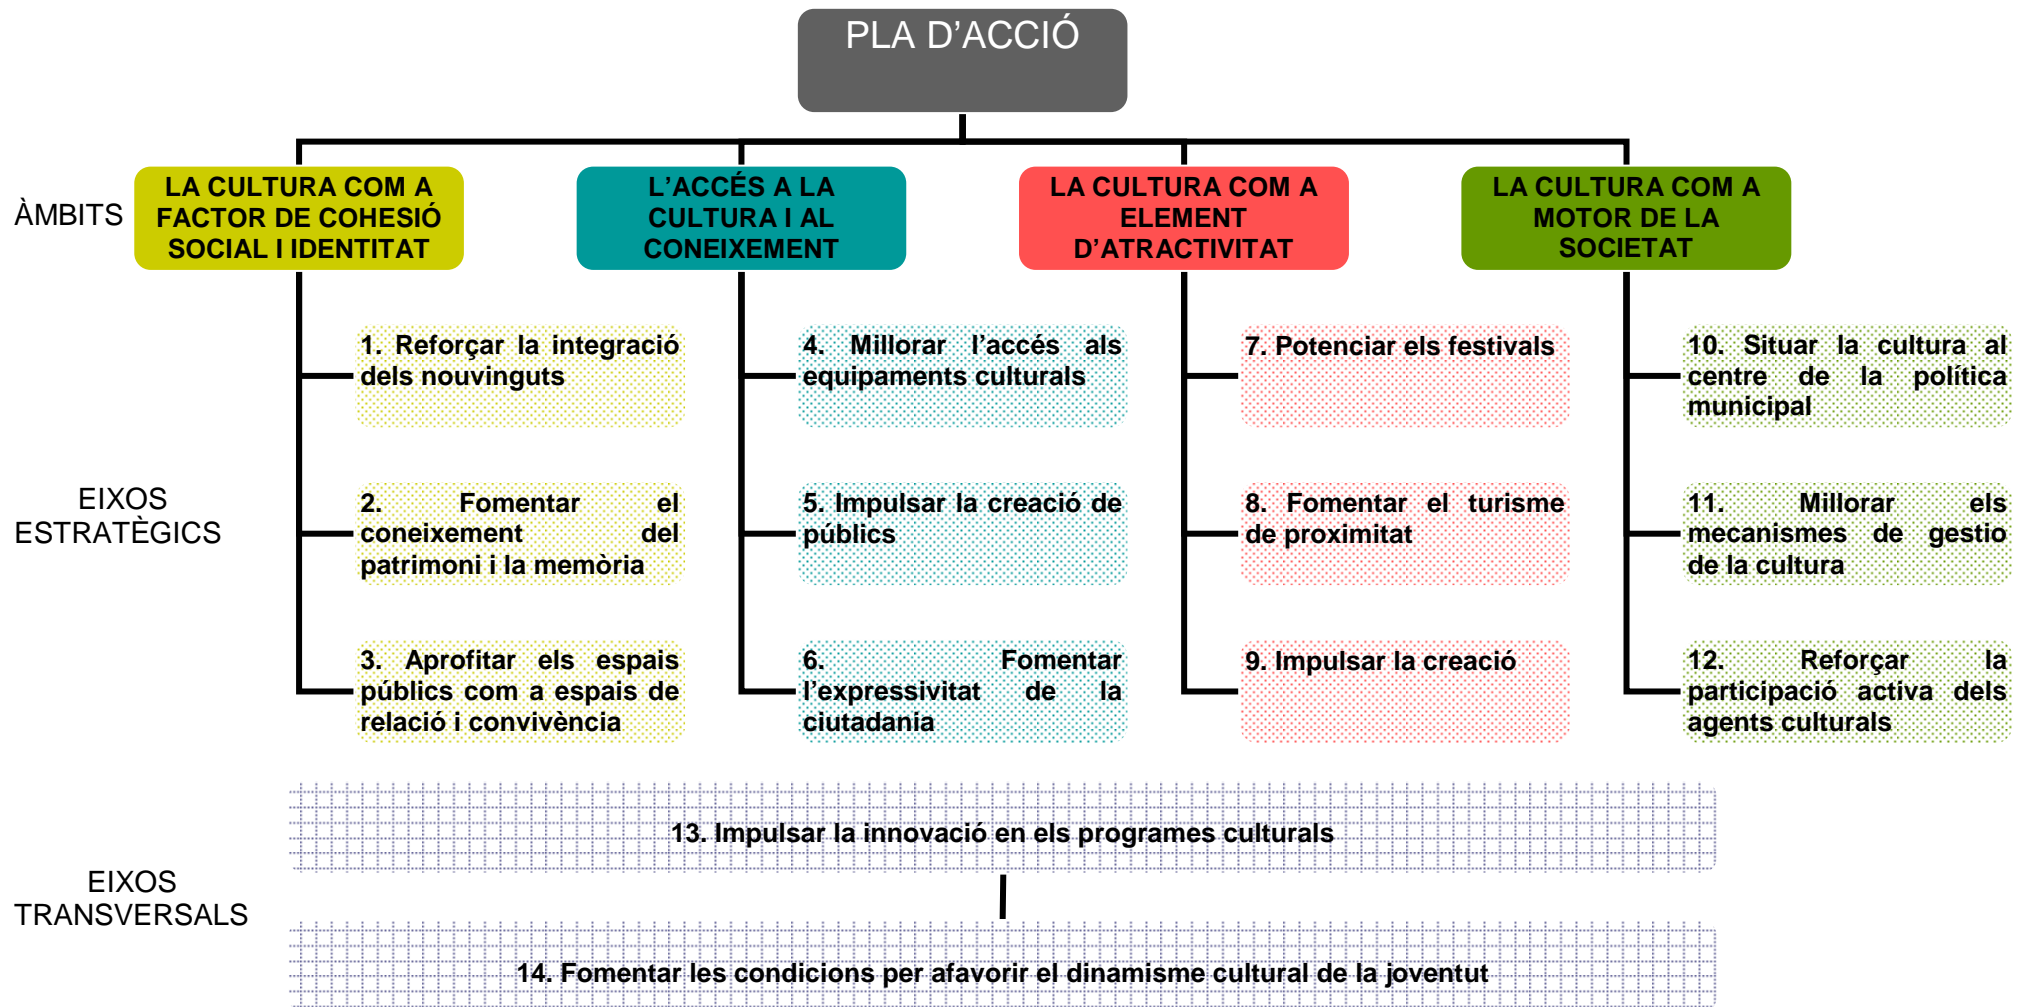 PLA D’ACCIÓ
ÀMBITS
LA CULTURA COM A
FACTOR DE COHESIÓ
SOCIAL I IDENTITAT
L’ACCÉS A LA
CULTURA I AL
CONEIXEMENT
LA CULTURA COM A
ELEMENT
D’ATRACTIVITAT
LA CULTURA COM A
MOTOR DE LA
SOCIETAT
EIXOS
ESTRATÈGICS
1. Reforçar la integració
dels nouvinguts
2. Fomentar el
coneixement del
patrimoni i la memòria
3. Aprofitar els espais
públics com a espais de
relació i convivència
4. Millorar l’accés als
equipaments culturals
5. Impulsar la creació de
públics
6. Fomentar
l’expressivitat de la
ciutadania
7. Potenciar els festivals
8. Fomentar el turisme
de proximitat
9. Impulsar la creació
10. Situar la cultura al
centre de la política
municipal
11. Millorar els
mecanismes de gestio
de la cultura
12. Reforçar la
participació activa dels
agents culturals
EIXOS
TRANSVERSALS
13. Impulsar la innovació en els programes culturals
14. Fomentar les condicions per afavorir el dinamisme cultural de la joventut